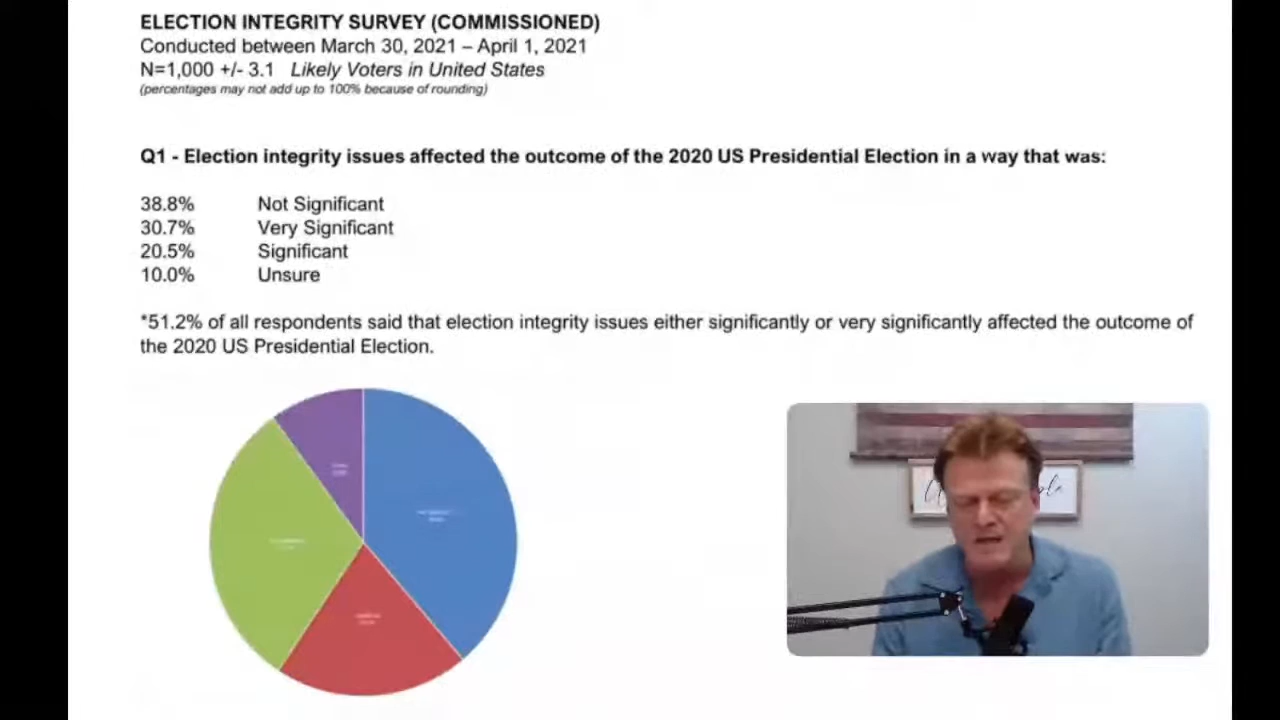 ELECTION INTEGRITY SURVEY (COMMISSIONED)
Conducted between March 30, 2021 – April 1, 2021
N=1,000 +/- 3.1 Likely Voters in United States
(percentages may not add up to 100% because of rounding)
Q1 - Election integrity issues affected the outcome of the 2020 US Presidential Election in a way that was:
38.8% Not Significant
30.7% Very Significant
20.5% Significant
10.0% Unsure
*51.2% of all respondents said that election integrity issues either significantly or very significantly affected the outcome of
the 2020 US Presidential Election.